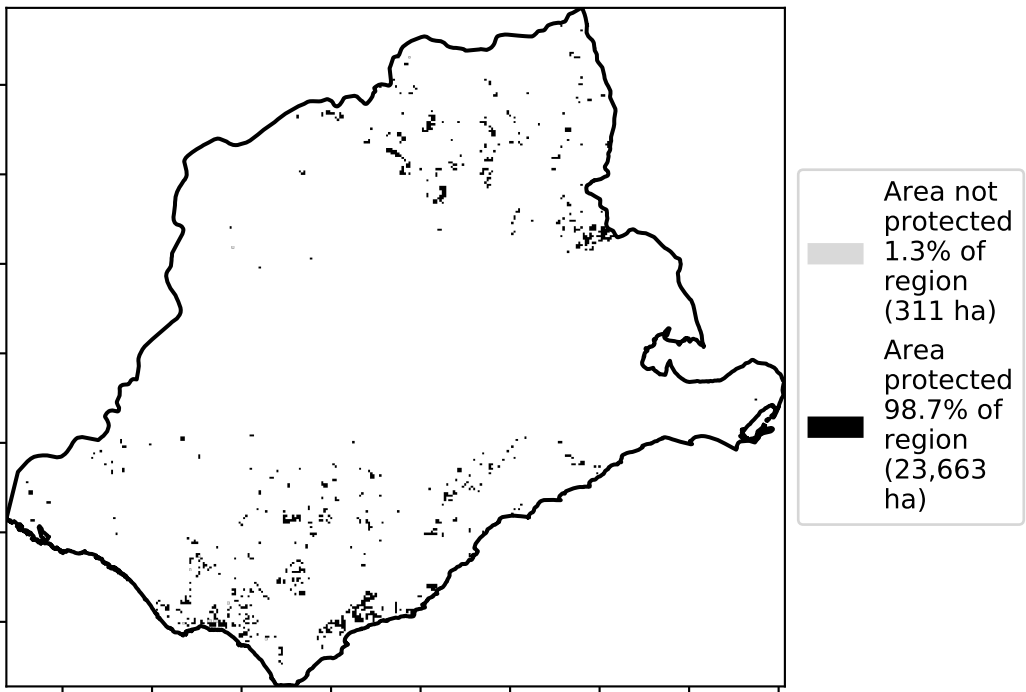 Area not
protected
1.3% of
region
(311 ha)
Area
protected
98.7% of
region
(23,663
ha)